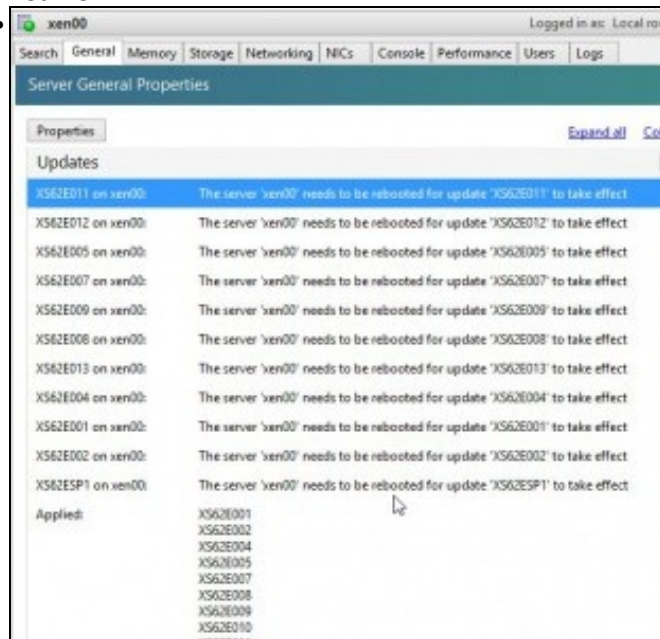 xen00
Logged in as: Local
Search General Memory Storage Networking NICs Console Performance Users Logs
Server General Properties
Properties
Expand all
Updates
XS62E011 on xen00: The server 'xen00' needs to be rebooted for update 'XS62E011' to take effect
XS62E012 on xen00: The server 'xen00' needs to be rebooted for update 'XS62E012' to take effect
XS62E005 on xen00: The server 'xen00' needs to be rebooted for update 'XS62E005' to take effect
XS62E007 on xen00: The server 'xen00' needs to be rebooted for update 'XS62E007' to take effect
XS62E009 on xen00: The server 'xen00' needs to be rebooted for update 'XS62E009' to take effect
XS62E008 on xen00: The server 'xen00' needs to be rebooted for update 'XS62E008' to take effect
XS62E013 on xen00: The server 'xen00' needs to be rebooted for update 'XS62E013' to take effect
XS62E004 on xen00: The server 'xen00' needs to be rebooted for update 'XS62E004' to take effect
XS62E001 on xen00: The server 'xen00' needs to be rebooted for update 'XS62E001' to take effect
XS62E002 on xen00: The server 'xen00' needs to be rebooted for update 'XS62E002' to take effect
XS62ESP1 on xen00: The server 'xen00' needs to be rebooted for update 'XS62ESP1' to take effect
Applied: XS62E001
XS62E002
XS62E004
XS62E005
XS62E007
XS62E008
XS62E009
XS62E010